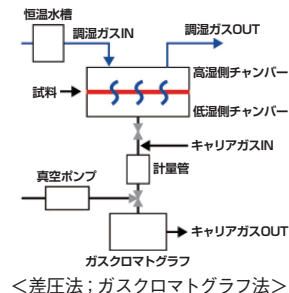 恒温水槽
調湿ガスIN
調湿ガスOUT
高湿側チャンバー
試料
低湿側チャンバー
キャリアガスIN
計量管
真空ポンプ
キャリアガスOUT
ガスクロマトグラフ
＜差圧法；ガスクロマトグラフ法＞